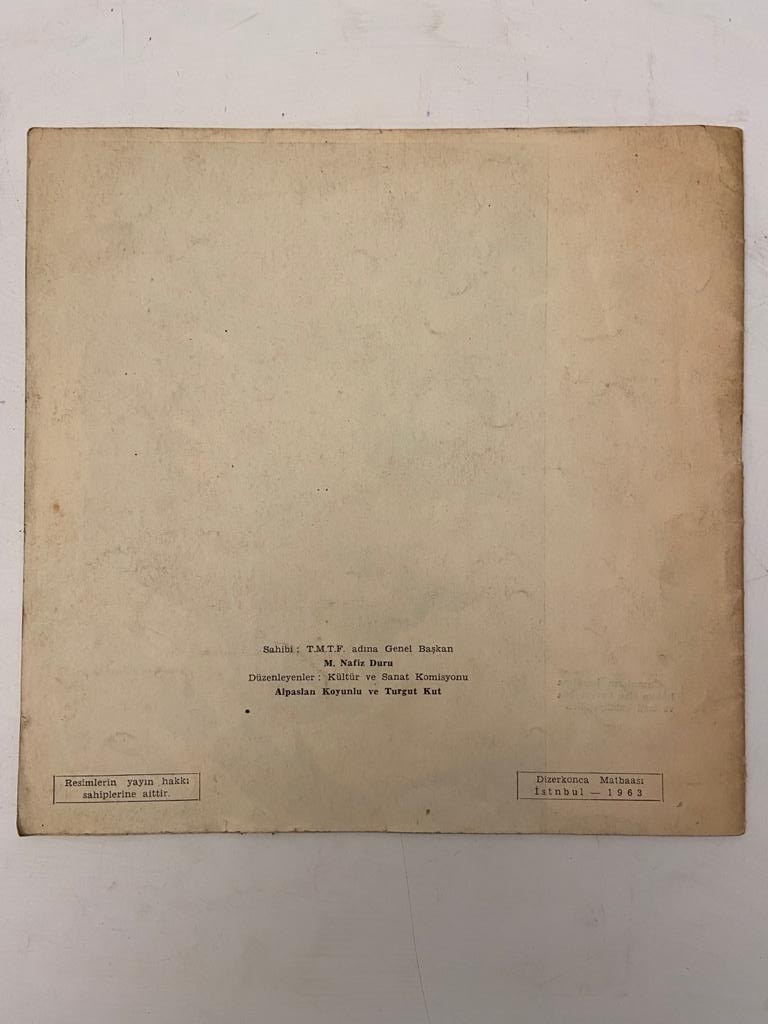 Sahibi : T.M.T.F. adına Genel Başkan
M. Nafiz Duru
Düzenleyenler : Kültür ve Sanat Komisyonu
Alpaslan Koyunlu ve Turgut Kut
Resimlerin yayın hakkı
sahiplerine aittir.
Dizerkonca Matbaası
İstnbul — 1963